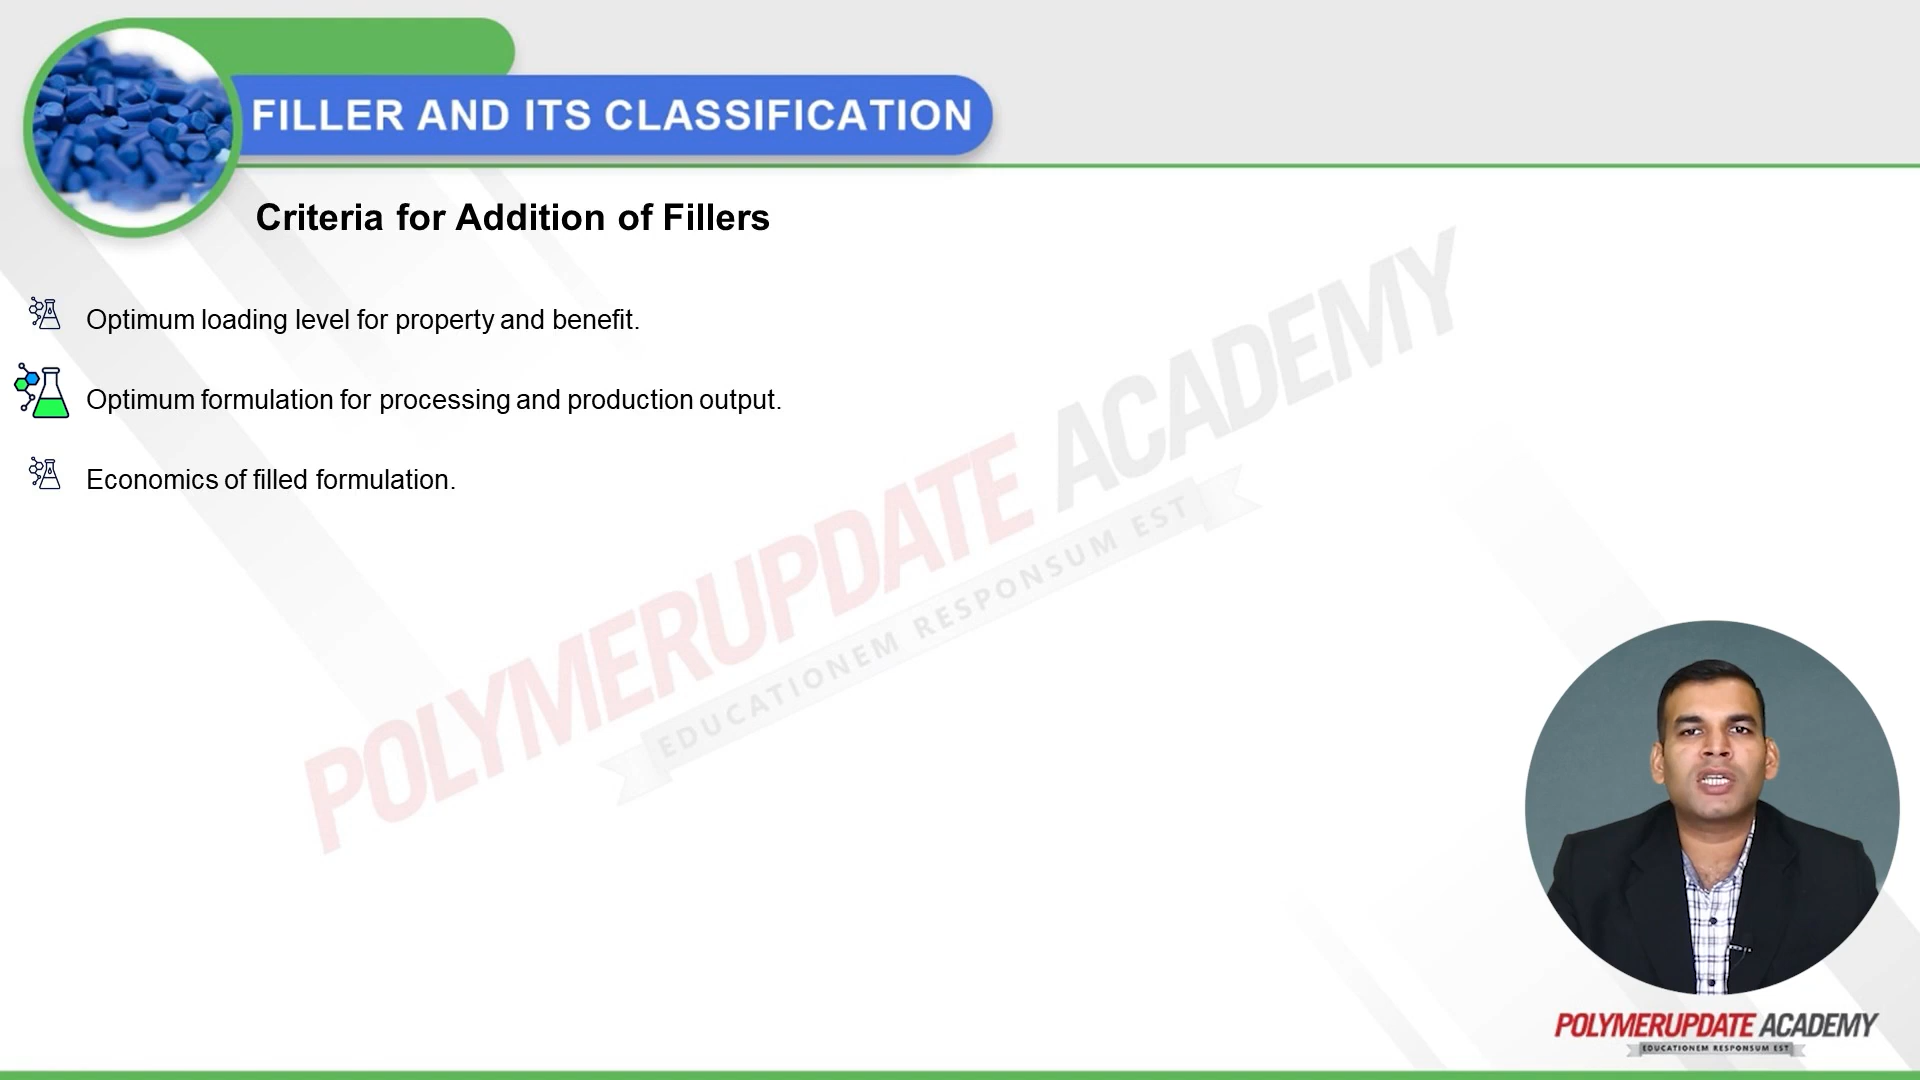 FILLER AND ITS CLASSIFICATION
Criteria for Addition of Fillers
Optimum loading level for property and benefit.
Optimum formulation for processing and production output.
Economics of filled formulation.
POLYMERUPDATE ACADEMY
EDUCATIONEM RESPONSUM EST
POLYMERUPDATE ACADEMY
EDUCATIONEM RESPONSUM EST